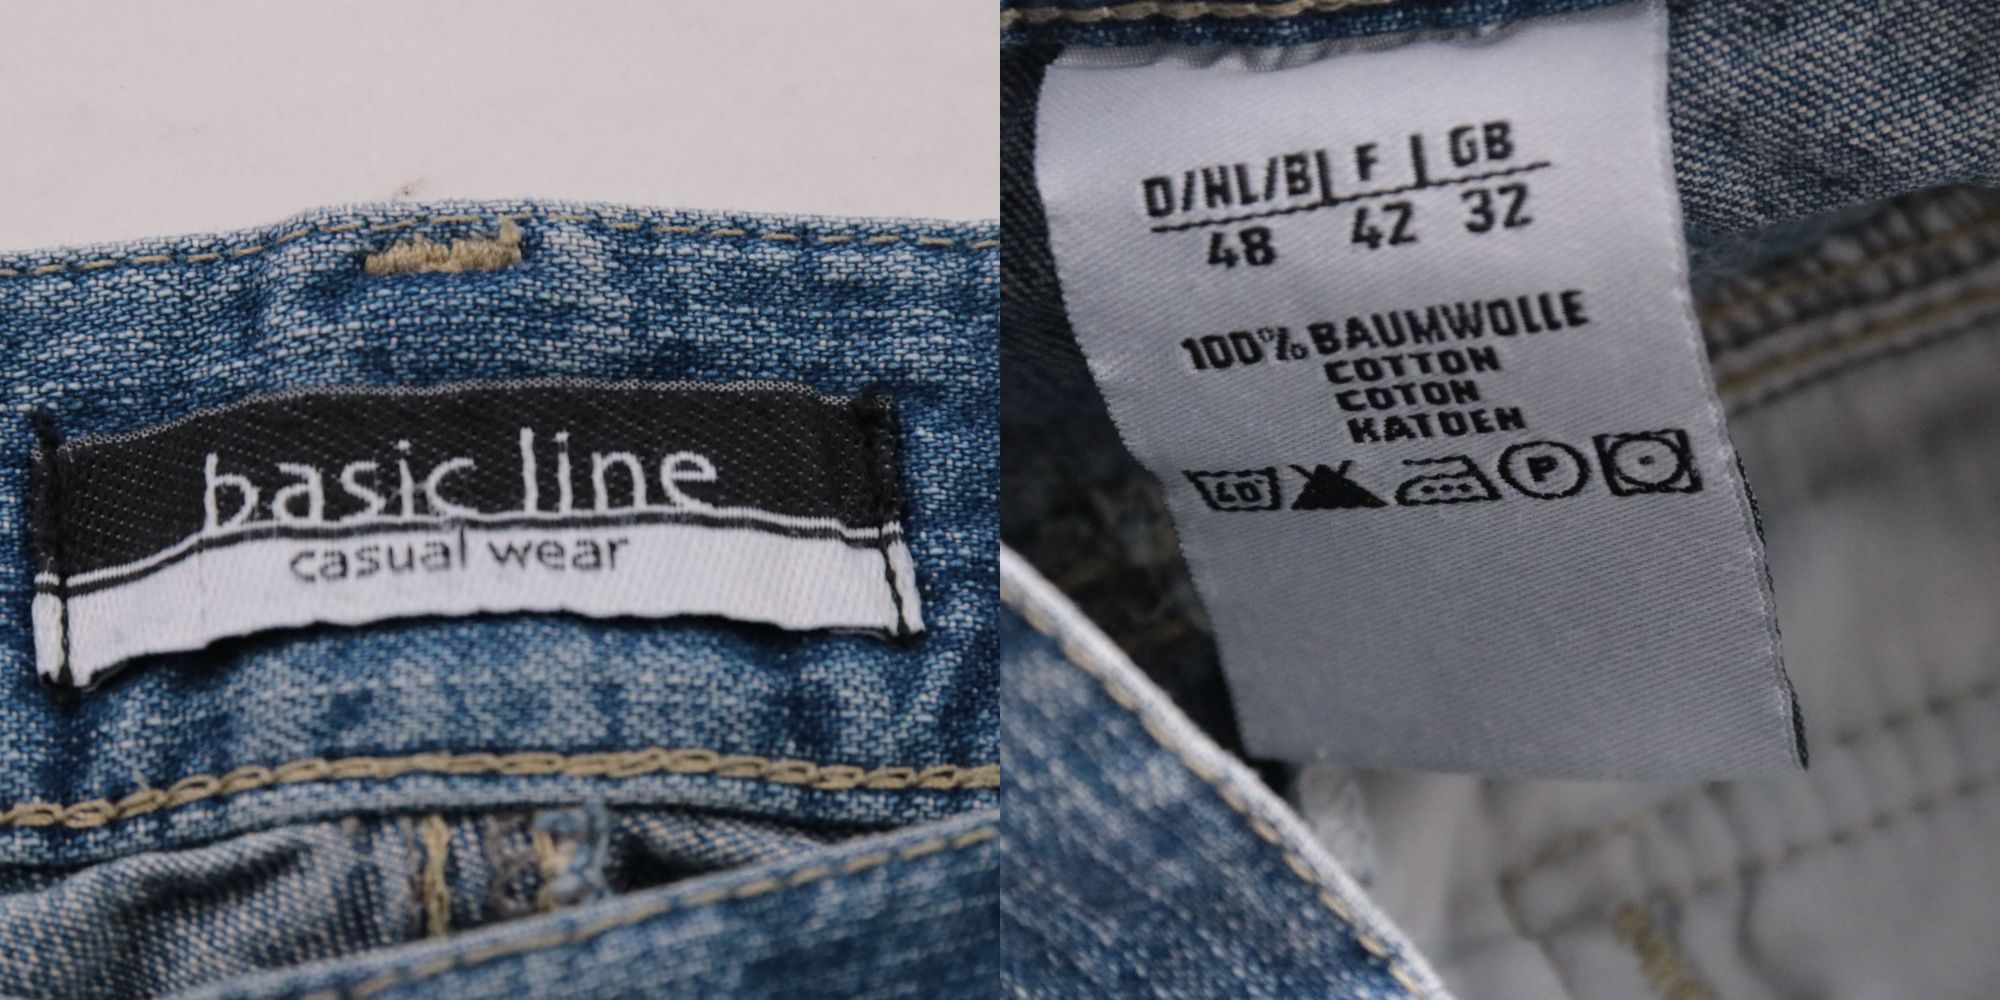 basic line
casual wear
D/NL/B| F | GB
48 42 32
100% BAUMWOLLE
COTTON
COTON
KATOEN
40 P